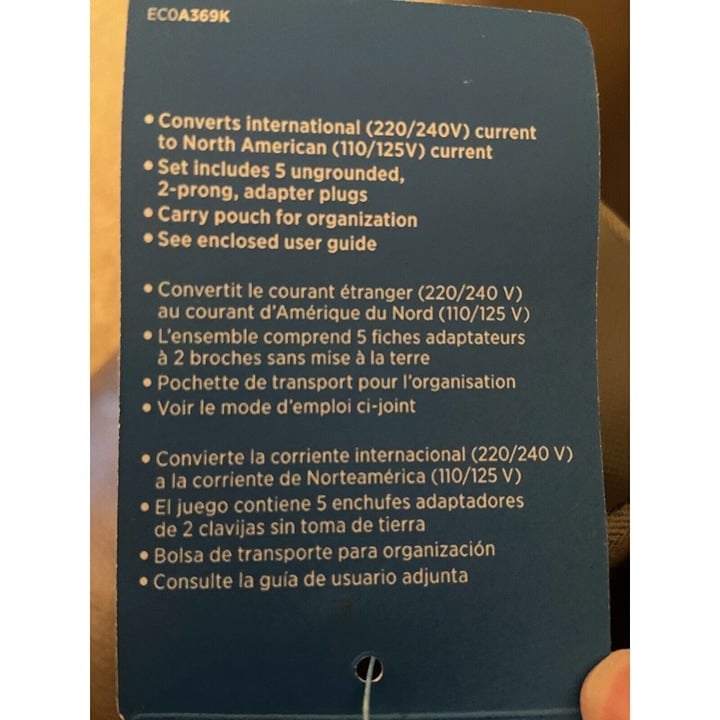 ECOA369K
• Converts international (220/240V) current
to North American (110/125V) current
• Set includes 5 ungrounded,
2-prong, adapter plugs
• Carry pouch for organization
• See enclosed user guide
• Convertit le courant étranger (220/240 V)
au courant d'Amérique du Nord (110/125 V)
• L'ensemble comprend 5 fiches adaptateurs
à 2 broches sans mise à la terre
• Pochette de transport pour l'organisation
• Voir le mode d'emploi ci-joint
• Convierte la corriente internacional (220/240 V)
a la corriente de Norteamérica (110/125 V)
• El juego contiene 5 enchufes adaptadores
de 2 clavijas sin toma de tierra
• Bolsa de transporte para organización
• Consulte la guía de usuario adjunta